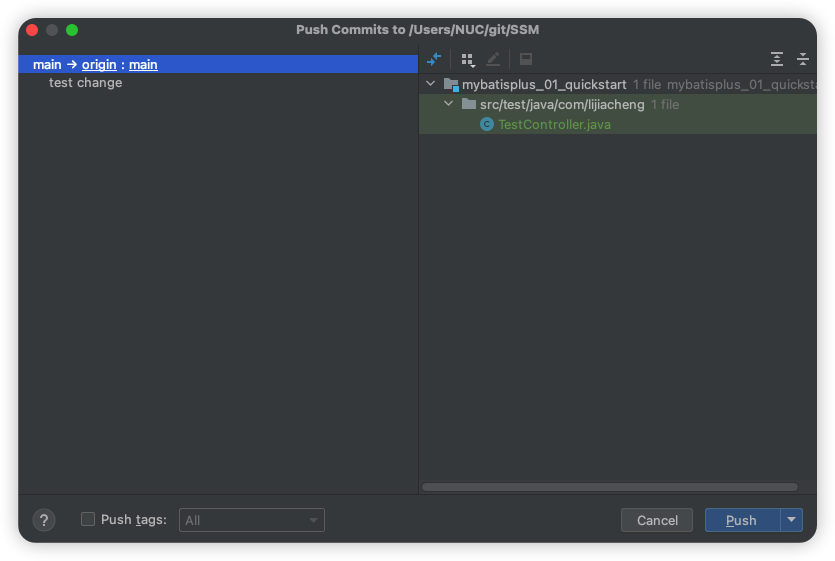 Push Commits to /Users/NUC/git/SSM
main → origin : main
test change
mybatisplus_01_quickstart 1 file mybatisplus_01_quicksta
src/test/java/com/lijiacheng 1 file
C TestController.java
? Push tags: All Cancel Push